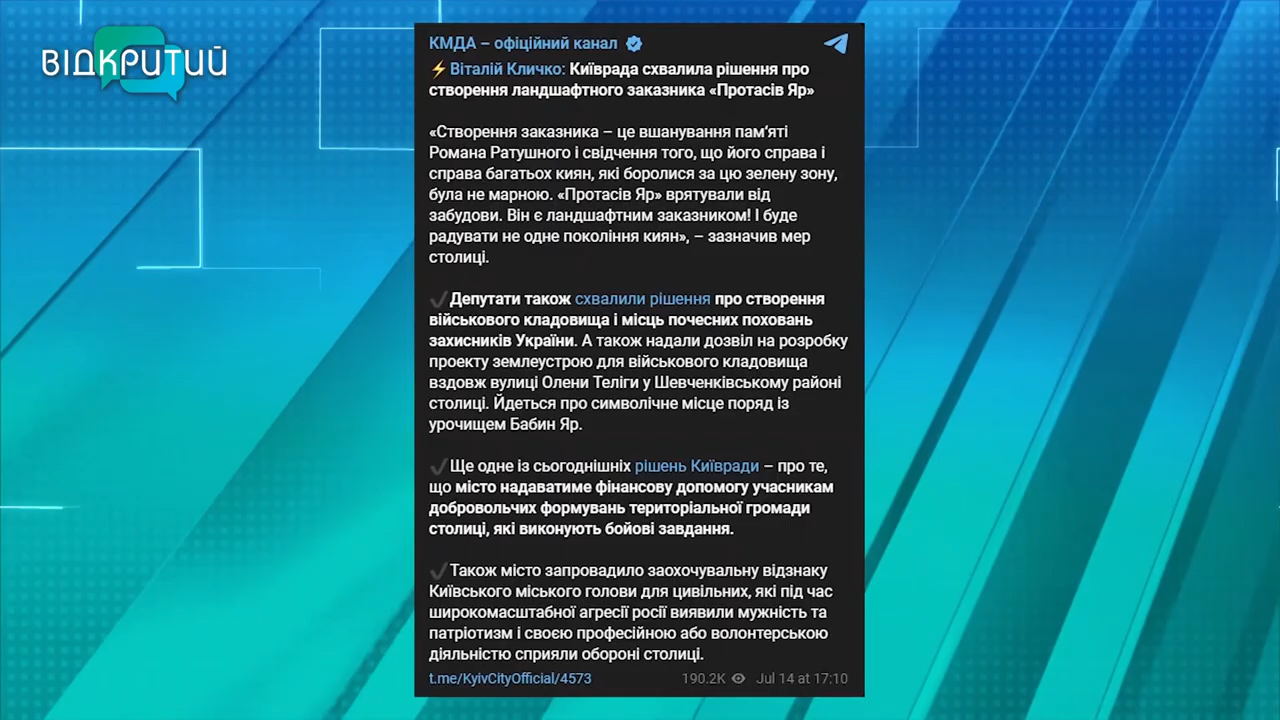 ВІДКРИТИЙ
КМДА – офіційний канал
⚡Віталій Кличко: Київрада схвалила рішення про
створення ландшафтного заказника «Протасів Яр»
«Створення заказника – це вшанування пам’яті
Романа Ратушного і свідчення того, що його справа і
справа багатьох киян, які боролися за цю зелену зону,
була не марною. «Протасів Яр» врятували від
забудови. Він є ландшафтним заказником! І буде
радувати не одне покоління киян», – зазначив мер
столиці.
✔Депутати також схвалили рішення про створення
військового кладовища і місць почесних поховань
захисників України. А також надали дозвіл на розробку
проекту землеустрою для військового кладовища
вздовж вулиці Олени Теліги у Шевченківському районі
столиці. Йдеться про символічне місце поряд із
урочищем Бабин Яр.
✔Ще одне із сьогоднішніх рішень Київради – про те,
що місто надаватиме фінансову допомогу учасникам
добровольчих формувань територіальної громади
столиці, які виконують бойові завдання.
✔Також місто запровадило заохочувальну відзнаку
Київського міського голови для цивільних, які під час
широкомасштабної агресії росії виявили мужність та
патріотизм і своєю професійною або волонтерською
діяльністю сприяли обороні столиці.
t.me/KyivCityOfficial/4573 190.2K Jul 14 at 17:10